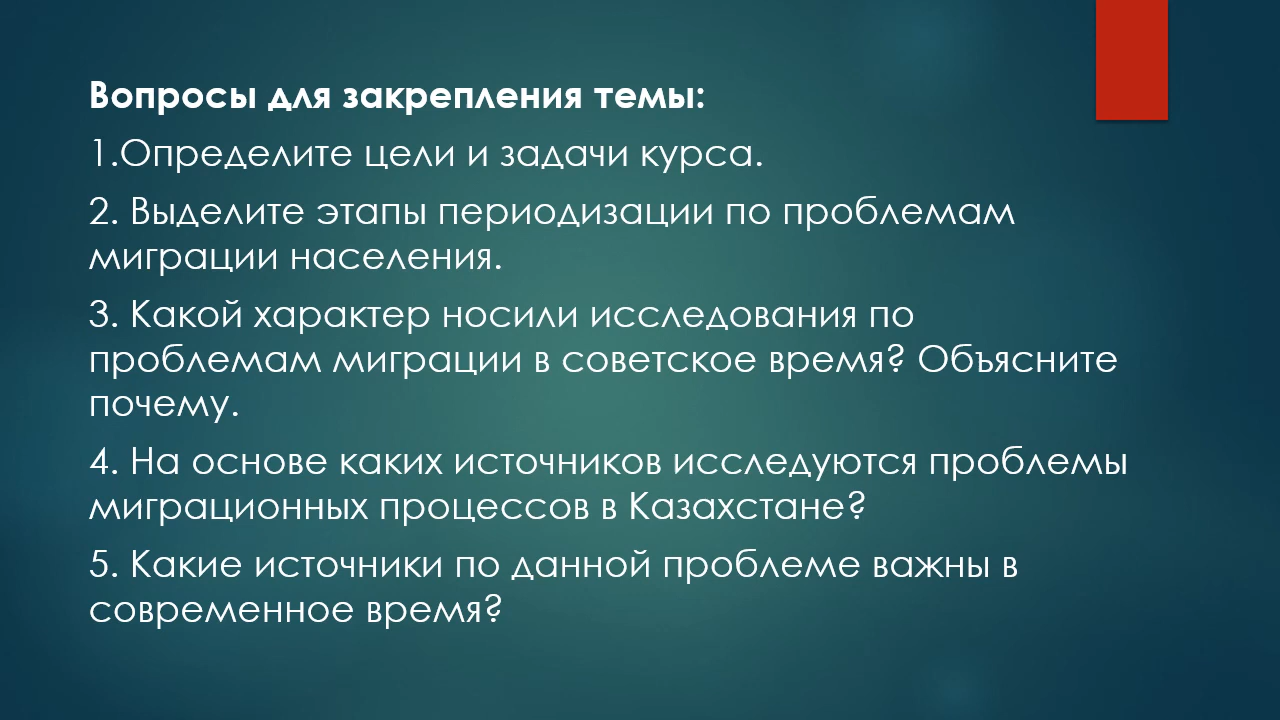 Вопросы для закрепления темы:
1.Определите цели и задачи курса.
2. Выделите этапы периодизации по проблемам
миграции населения.
3. Какой характер носили исследования по
проблемам миграции в советское время? Объясните
почему.
4. На основе каких источников исследуются проблемы
миграционных процессов в Казахстане?
5. Какие источники по данной проблеме важны в
современное время?